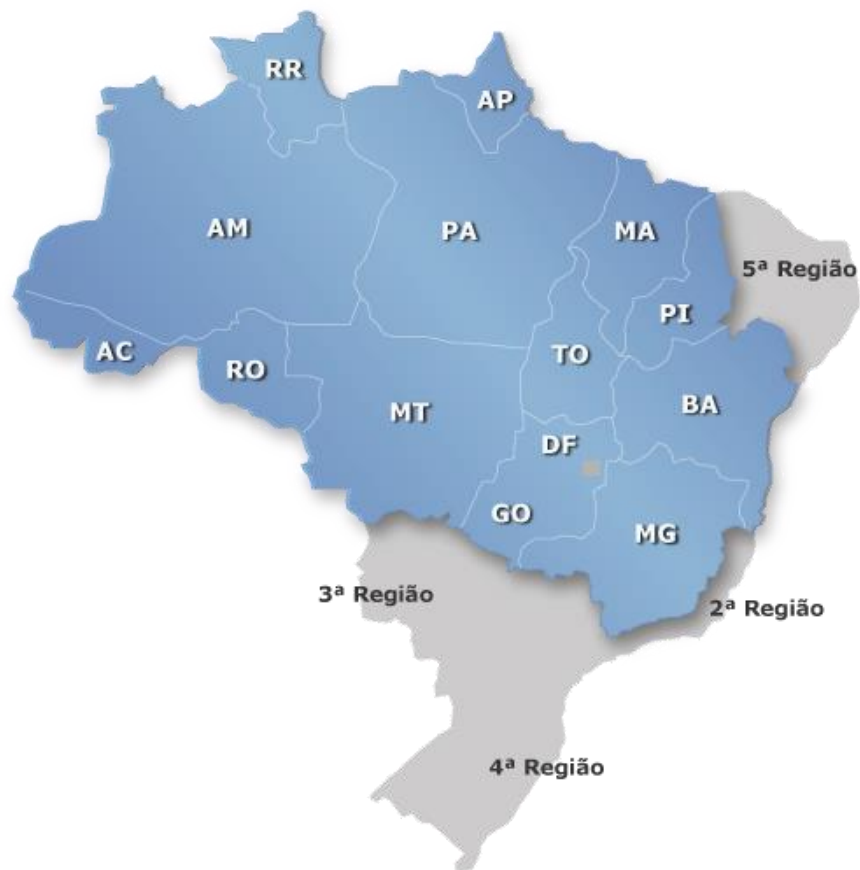 RR
AP
AM
PA
MA
5ª Região
PI
AC
RO
TO
MT
BA
DF
GO
MG
3ª Região
2ª Região
4ª Região